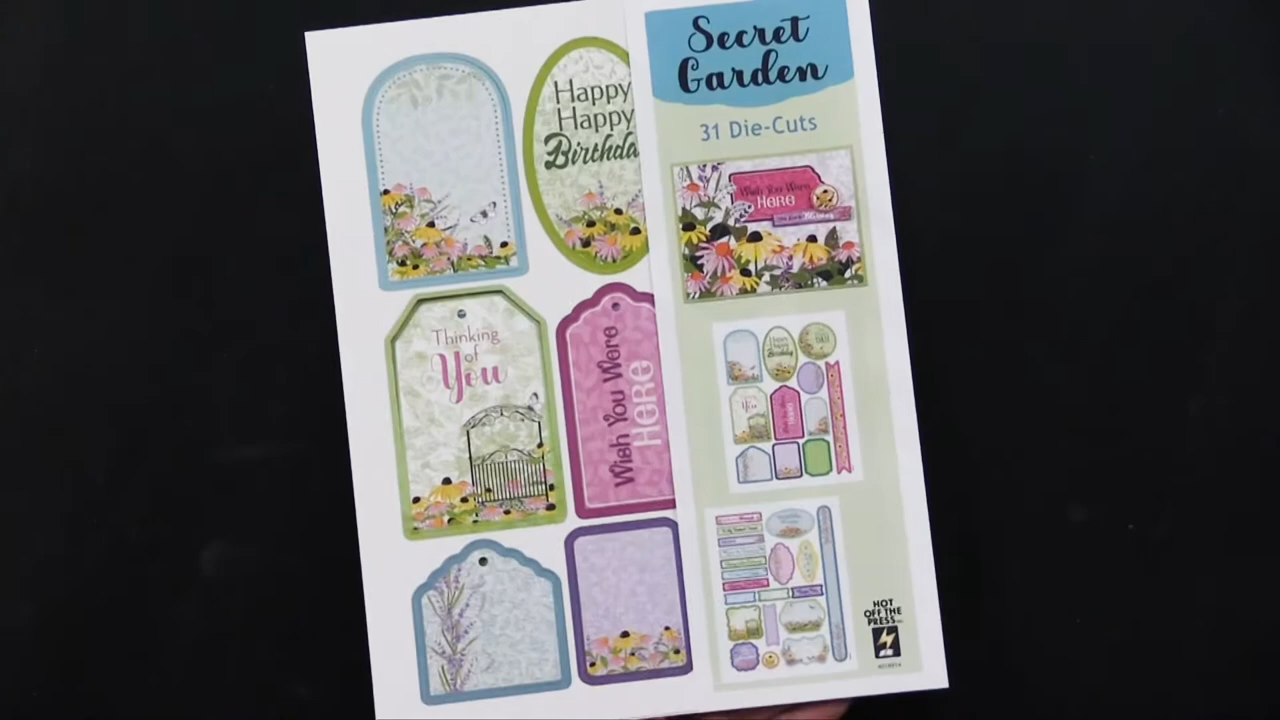 Happy
Happy
Birthda
Thinking
of
You
Wish You Were
HERE
Secret
Garden
31 Die-Cuts
Wish You Were
HERE
HOT
OFF THE
PRESS